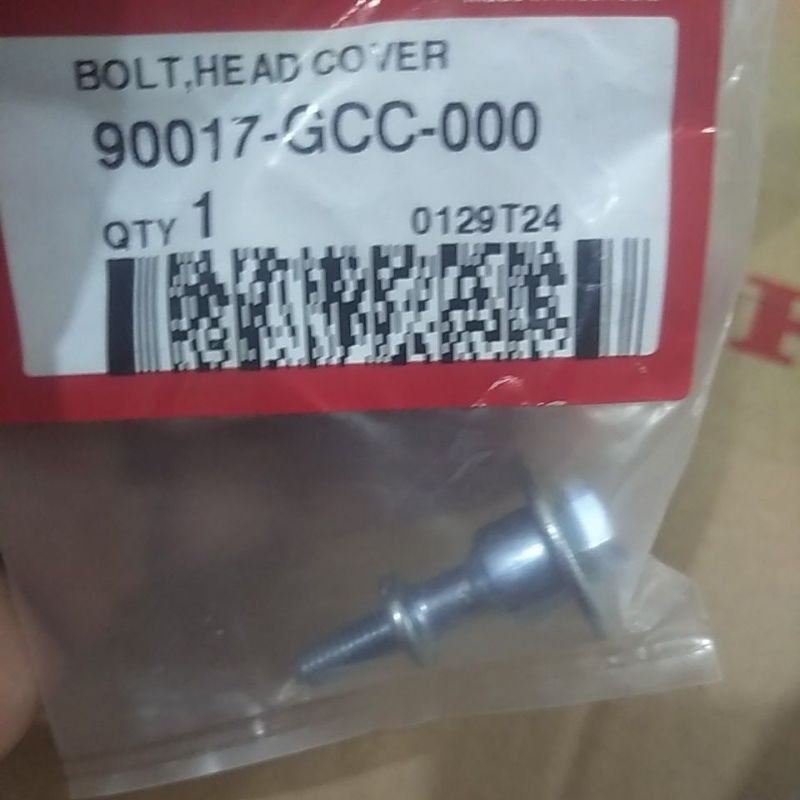 BOLT,HEAD COVER
90017-GCC-000
QTY 1 0129T24